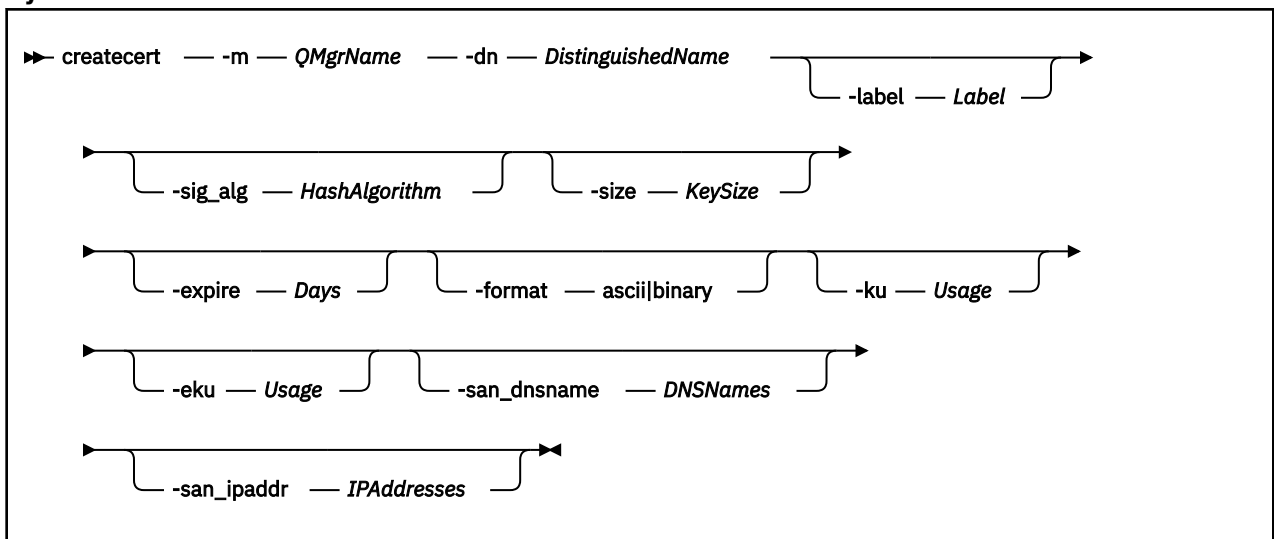 createcert -m QMgrName -dn DistinguishedName
-label Label
-sig_alg HashAlgorithm -size KeySize
-expire Days -format ascii|binary -ku Usage
-eku Usage -san_dnsname DNSNames
-san_ipaddr IPAddresses